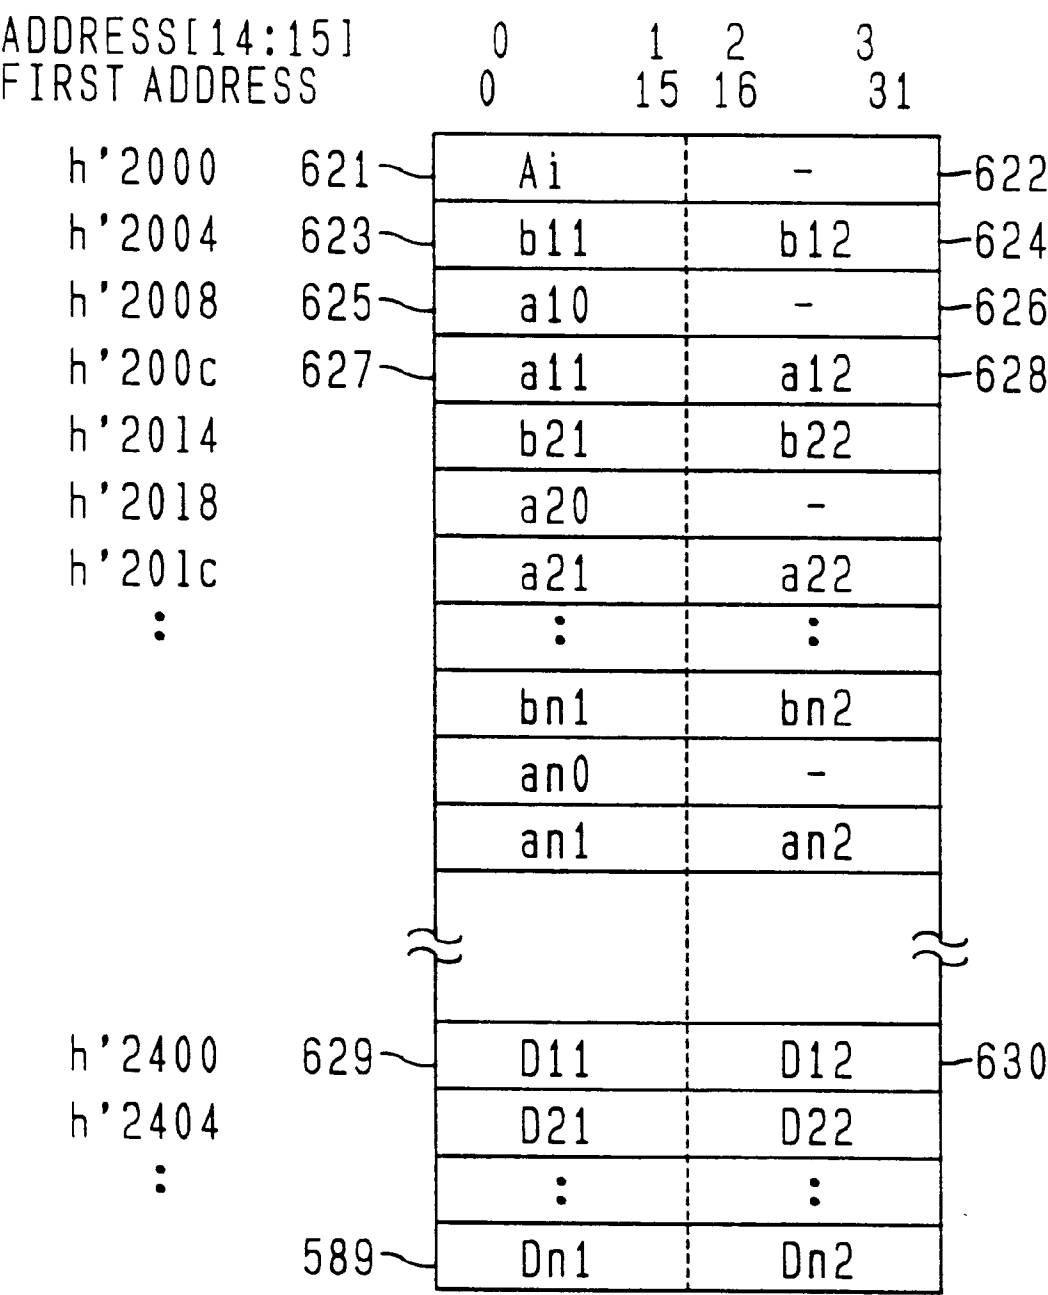 ADDRESS[14:15] 0 1 2 3
FIRST ADDRESS 0 15 16 31
h'2000 621 Ai - 622
h'2004 623 b11 b12 624
h'2008 625 a10 - 626
h'200c 627 a11 a12 628
h'2014 b21 b22
h'2018 a20 -
h'201c a21 a22
: : :
bn1 bn2
an0 -
an1 an2
h'2400 629 D11 D12 630
h'2404 D21 D22
: : :
589 Dn1 Dn2